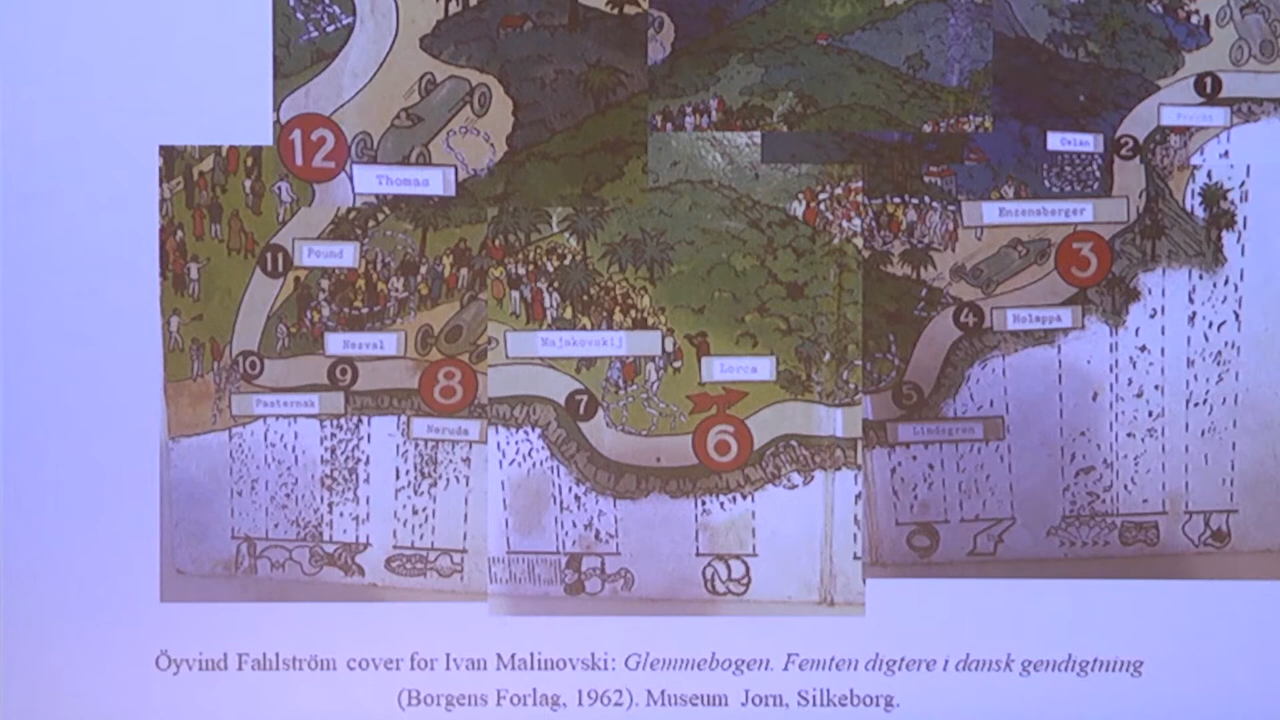 1
2
Enzensberger
12
Thomas
3
11
Pound
4
Holappa
Nezval
Majakovskij
Lorca
10
9
8
5
Pasternak
7
6
Neruda
Lindegren
Öyvind Fahlström cover for Ivan Malinovski: Glemmebogen. Femten digtere i dansk gendigtning
(Borgens Forlag, 1962). Museum Jorn, Silkeborg.